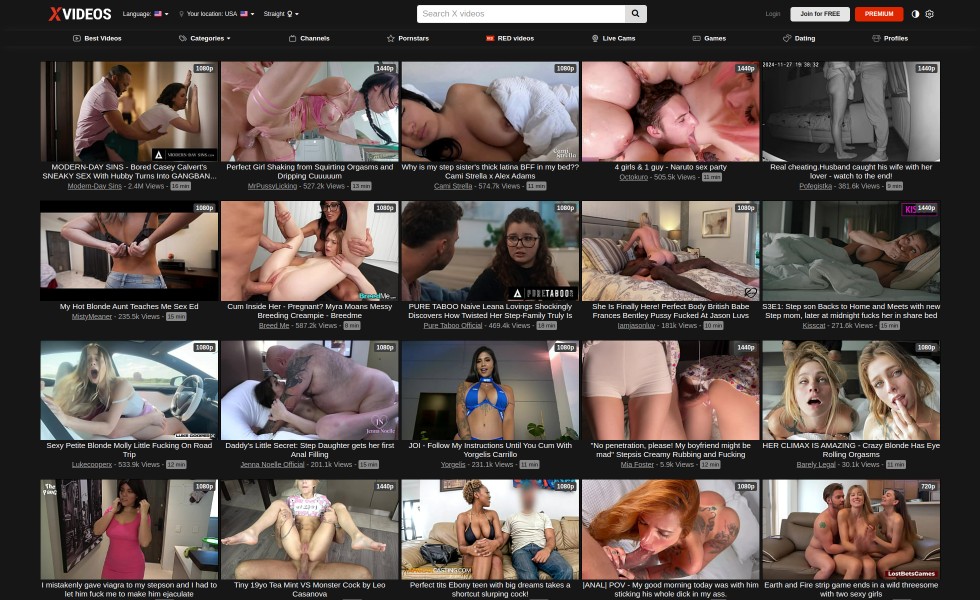 XVIDEOS
Language:
Your location: USA
Straight
Search X videos
Login
Join for FREE
PREMIUM
Best Videos
Categories
Channels
Pornstars
RED videos
Live Cams
Games
Dating
Profiles
1080p
1440p
1080p
1440p
2024-11-27 19:38:32
1440p
MODERN-DAY SINS
MODERN-DAY SINS - Bored Casey Calvert's
SNEAKY SEX With Hubby Turns Into GANGBAN...
Modern-Day Sins - 2.4M Views - 16 min
Perfect Girl Shaking from Squirting Orgasms and
Dripping Cuuuuum
MrPussyLicking - 527.2k Views - 13 min
Cami Strella
Why is my step sister's thick latina BFF in my bed??
Cami Strella x Alex Adams
Cami Strella - 574.7k Views - 11 min
4 girls & 1 guy - Naruto sex party
Octokuro - 505.5k Views - 11 min
Real cheating.Husband caught his wife with her
lover - watch to the end!
Pofegistka - 381.6k Views - 9 min
1080p
1080p
1080p
1080p
1440p
My Hot Blonde Aunt Teaches Me Sex Ed
MistyMeaner - 235.5k Views - 15 min
BreedMe
Cum Inside Her - Pregnant? Myra Moans Messy
Breeding Creampie - Breedme
Breed Me - 587.2k Views - 8 min
PURETABOO
PURE TABOO Naive Leana Lovings Shockingly
Discovers How Twisted Her Step-Family Truly Is
Pure Taboo Official - 469.4k Views - 18 min
She Is Finally Here! Perfect Body British Babe
Frances Bentley Pussy Fucked At Jason Luvs
Iamjasonluv - 181k Views - 10 min
S3E1: Step son Backs to Home and Meets with new
Step mom, later at midnight fucks her in share bed
Kisscat - 271.6k Views - 15 min
1080p
1080p
1080p
1440p
1080p
Sexy Petite Blonde Molly Little Fucking On Road
Trip
Lukecooperx - 533.9k Views - 12 min
Jenna Noelle
Daddy's Little Secret: Step Daughter gets her first
Anal Filling
Jenna Noelle Official - 201.1k Views - 15 min
JOI - Follow My Instructions Until You Cum With
Yorgelis Carrillo
Yorgelis - 231.1k Views - 11 min
"No penetration, please! My boyfriend might be
mad" Stepsis Creamy Rubbing and Fucking
Mia Foster - 5.9k Views - 12 min
HER CLIMAX IS AMAZING - Crazy Blonde Has Eye
Rolling Orgasms
Barely Legal - 30.1k Views - 11 min
1080p
1440p
1080p
1080p
720p
I mistakenly gave viagra to my stepson and I had to
let him fuck me to make him ejaculate
Tiny 19yo Tea Mint VS Monster Cock by Leo
Casanova
CASTING.COM
Perfect tits Ebony teen with big dreams takes a
shortcut slurping cock!
|ANAL| POV - My good morning today was with him
sticking his whole dick in my ass.
LostBetsGames
Earth and Fire strip game ends in a wild threesome
with two sexy girls